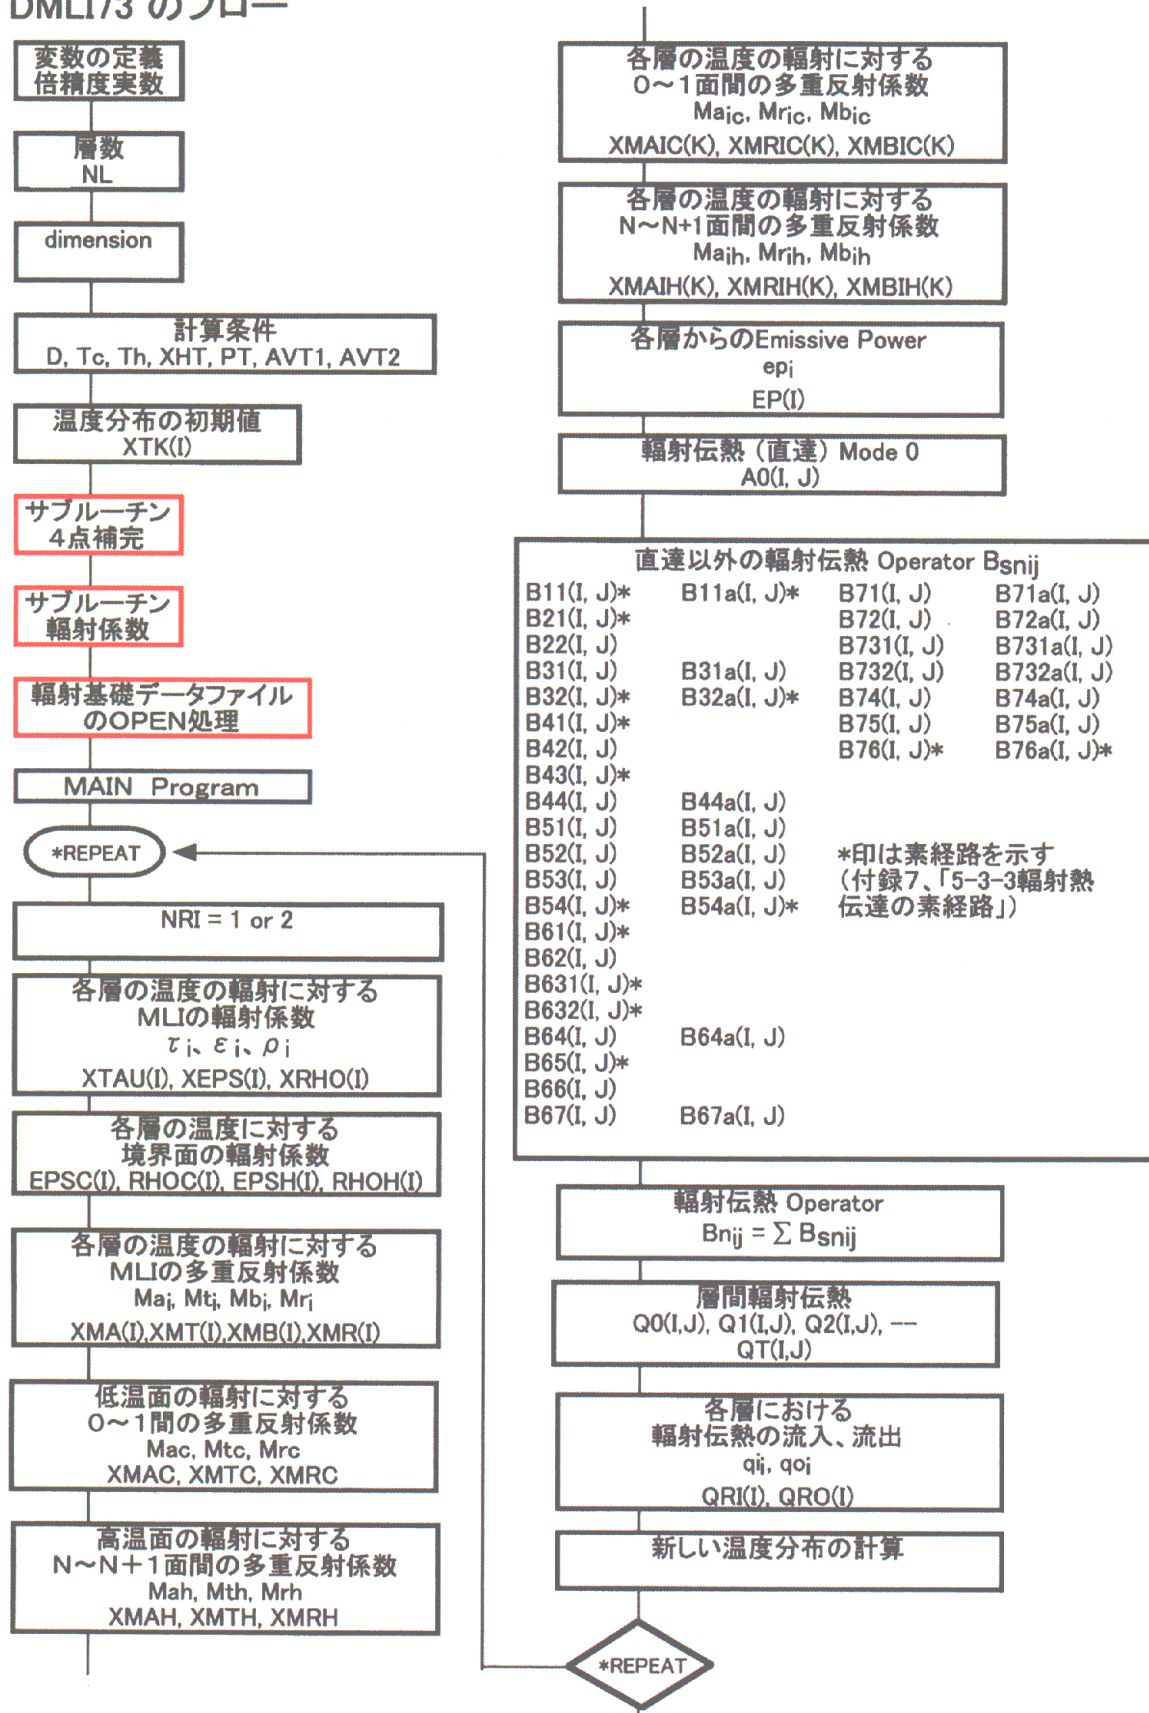 DMLI73 のフロー
変数の定義
倍精度実数
層数
NL
dimension
計算条件
D, Tc, Th, XHT, PT, AVT1, AVT2
温度分布の初期値
XTK(I)
サブルーチン
4点補完
サブルーチン
輻射係数
輻射基礎データファイル
のOPEN処理
MAIN Program
*REPEAT
NRI = 1 or 2
各層の温度の輻射に対する
MLIの輻射係数
τi、εi、ρi
XTAU(I), XEPS(I), XRHO(I)
各層の温度に対する
境界面の輻射係数
EPSC(I), RHOC(I), EPSH(I), RHOH(I)
各層の温度の輻射に対する
MLIの多重反射係数
Mai, Mti, Mbi, Mri
XMA(I),XMT(I),XMB(I),XMR(I)
低温面の輻射に対する
0～1間の多重反射係数
Mac, Mtc, Mrc
XMAC, XMTC, XMRC
高温面の輻射に対する
N～N＋1面間の多重反射係数
Mah, Mth, Mrh
XMAH, XMTH, XMRH
各層の温度の輻射に対する
0～1面間の多重反射係数
Maic, Mric, Mbic
XMAIC(K), XMRIC(K), XMBIC(K)
各層の温度の輻射に対する
N～N+1面間の多重反射係数
Maih, Mrih, Mbih
XMAIH(K), XMRIH(K), XMBIH(K)
各層からのEmissive Power
epi
EP(I)
輻射伝熱（直達）Mode 0
A0(I, J)
直達以外の輻射伝熱 Operator Bsnij
B11(I, J)* B11a(I, J)* B71(I, J) B71a(I, J)
B21(I, J)* B72(I, J) B72a(I, J)
B22(I, J) B731(I, J) B731a(I, J)
B31(I, J) B31a(I, J) B732(I, J) B732a(I, J)
B32(I, J)* B32a(I, J)* B74(I, J) B74a(I, J)
B41(I, J)* B75(I, J) B75a(I, J)
B42(I, J) B76(I, J)* B76a(I, J)*
B43(I, J)*
B44(I, J) B44a(I, J)
B51(I, J) B51a(I, J)
B52(I, J) B52a(I, J) *印は素経路を示す
B53(I, J) B53a(I, J) （付録7、「5-3-3輻射熱
B54(I, J)* B54a(I, J)* 伝達の素経路」）
B61(I, J)*
B62(I, J)
B631(I, J)*
B632(I, J)*
B64(I, J) B64a(I, J)
B65(I, J)*
B66(I, J)
B67(I, J) B67a(I, J)
輻射伝熱 Operator
Bnij = ∑ Bsnij
層間輻射伝熱
Q0(I,J), Q1(I,J), Q2(I,J), --
QT(I,J)
各層における
輻射伝熱の流入、流出
qii, qoi
QRI(I), QRO(I)
新しい温度分布の計算
*REPEAT